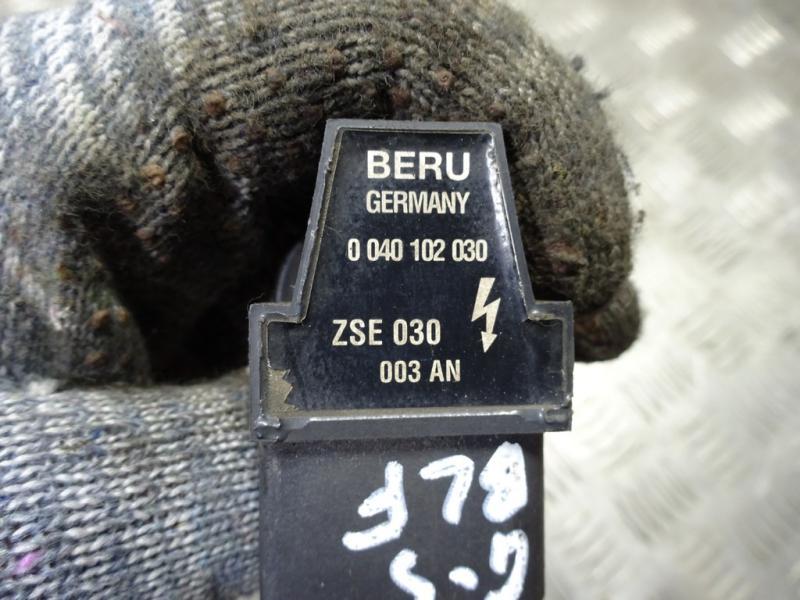 BERU
GERMANY
0 040 102 030
ZSE 030
003 AN
BLF